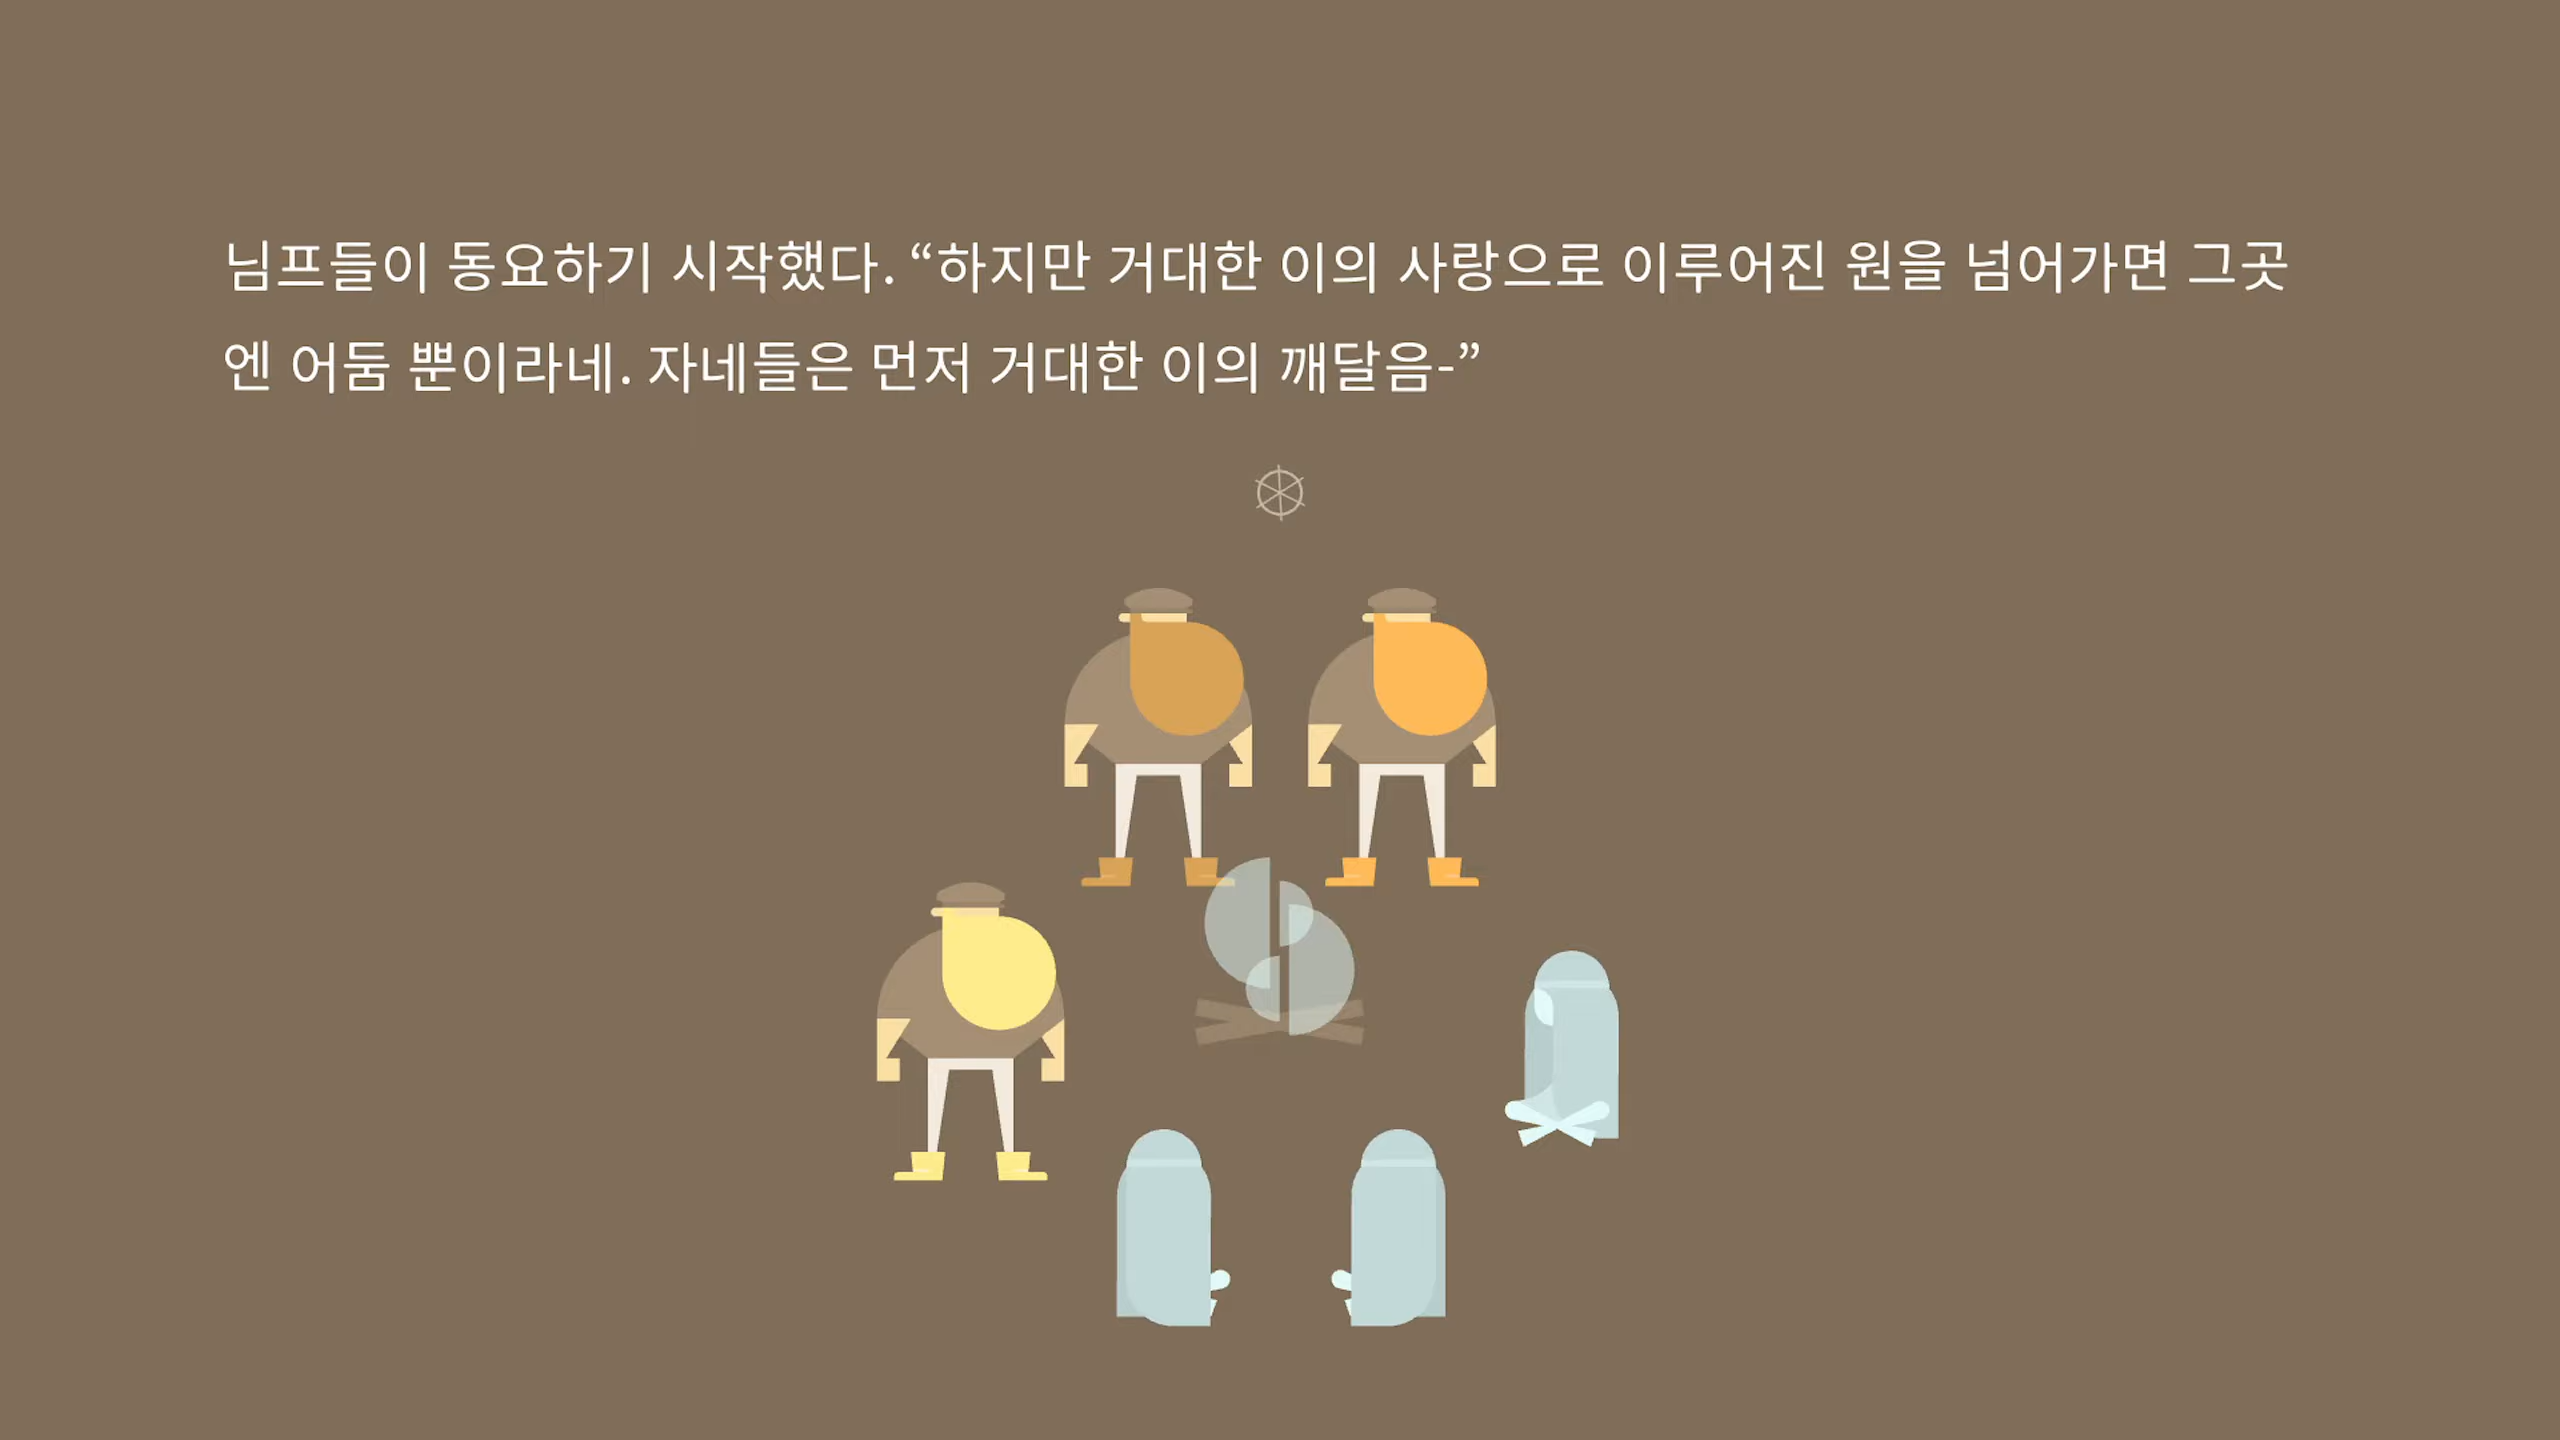 님프들이 동요하기 시작했다. “하지만 거대한 이의 사랑으로 이루어진 원을 넘어가면 그곳
엔 어둠 뿐이라네. 자네들은 먼저 거대한 이의 깨달음-”